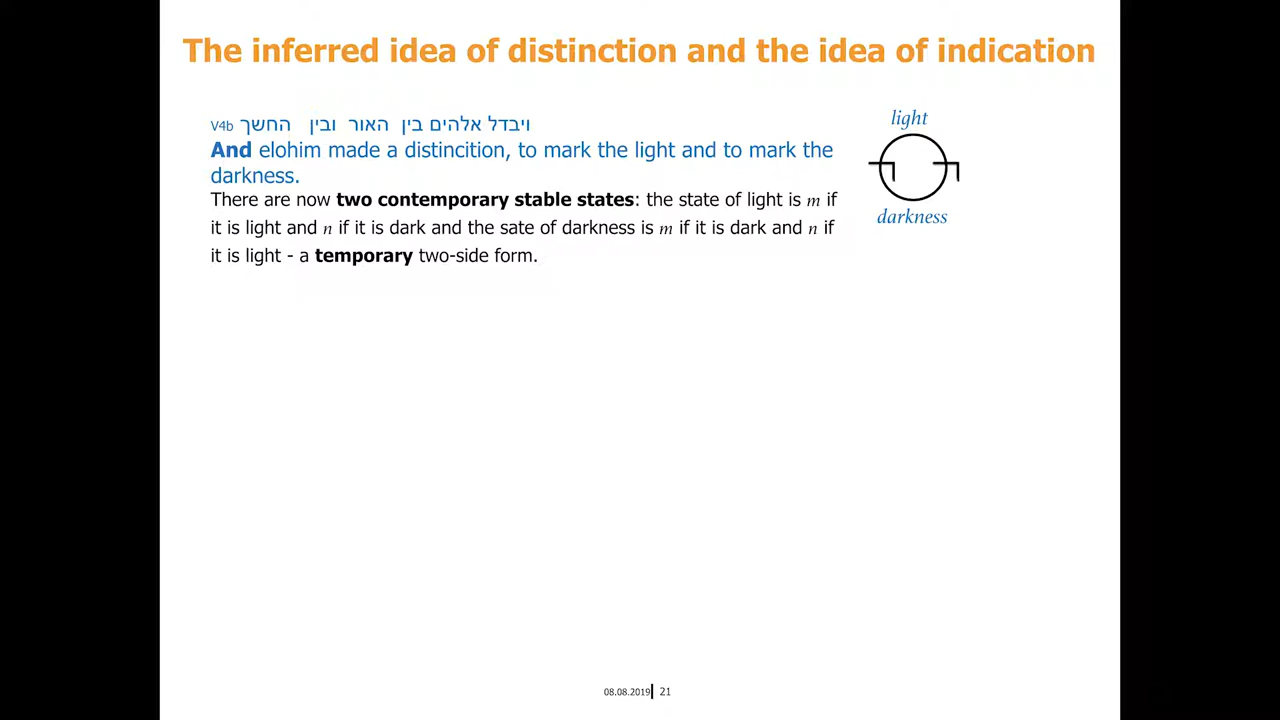 The inferred idea of distinction and the idea of indication
V4b ויבדל אלהים בין האור ובין החשך
And elohim made a distincition, to mark the light and to mark the
darkness.
There are now two contemporary stable states: the state of light is m if
it is light and n if it is dark and the sate of darkness is m if it is dark and n if
it is light - a temporary two-side form.
light
darkness
08.08.2019 21